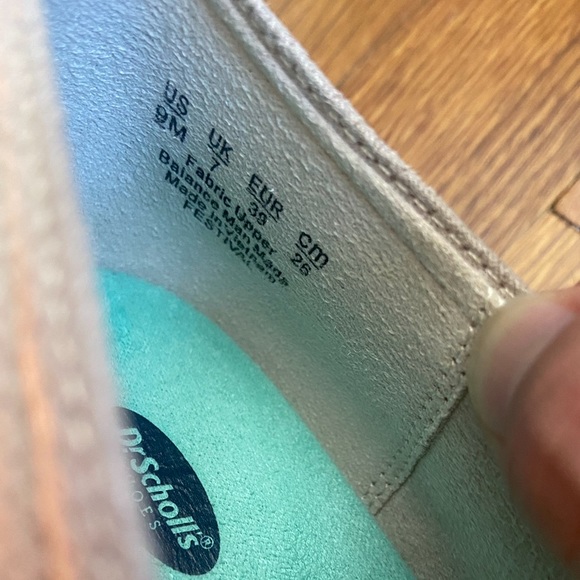 US UK EUR cm
9M 7 39 26
Fabric Upper
Balance Man Made
Made in Vietnam
FESTIVAL
Dr.Scholl's®
SHOES